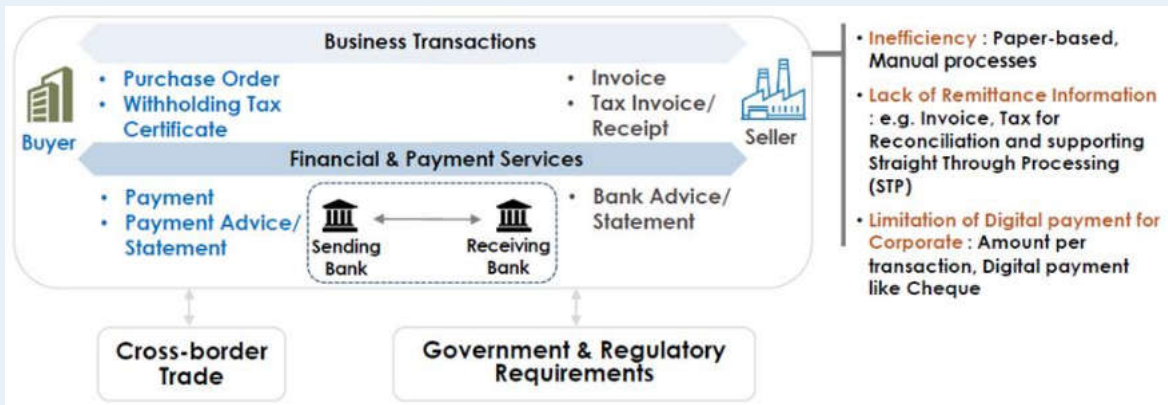 Business Transactions
Buyer
• Purchase Order
• Withholding Tax
Certificate
• Invoice
• Tax Invoice/
Receipt
Seller
Financial & Payment Services
• Payment
• Payment Advice/
Statement
Sending
Bank
Receiving
Bank
• Bank Advice/
Statement
Cross-border
Trade
Government & Regulatory
Requirements
• Inefficiency : Paper-based,
Manual processes
• Lack of Remittance Information
: e.g. Invoice, Tax for
Reconciliation and supporting
Straight Through Processing
(STP)
• Limitation of Digital payment for
Corporate : Amount per
transaction, Digital payment
like Cheque